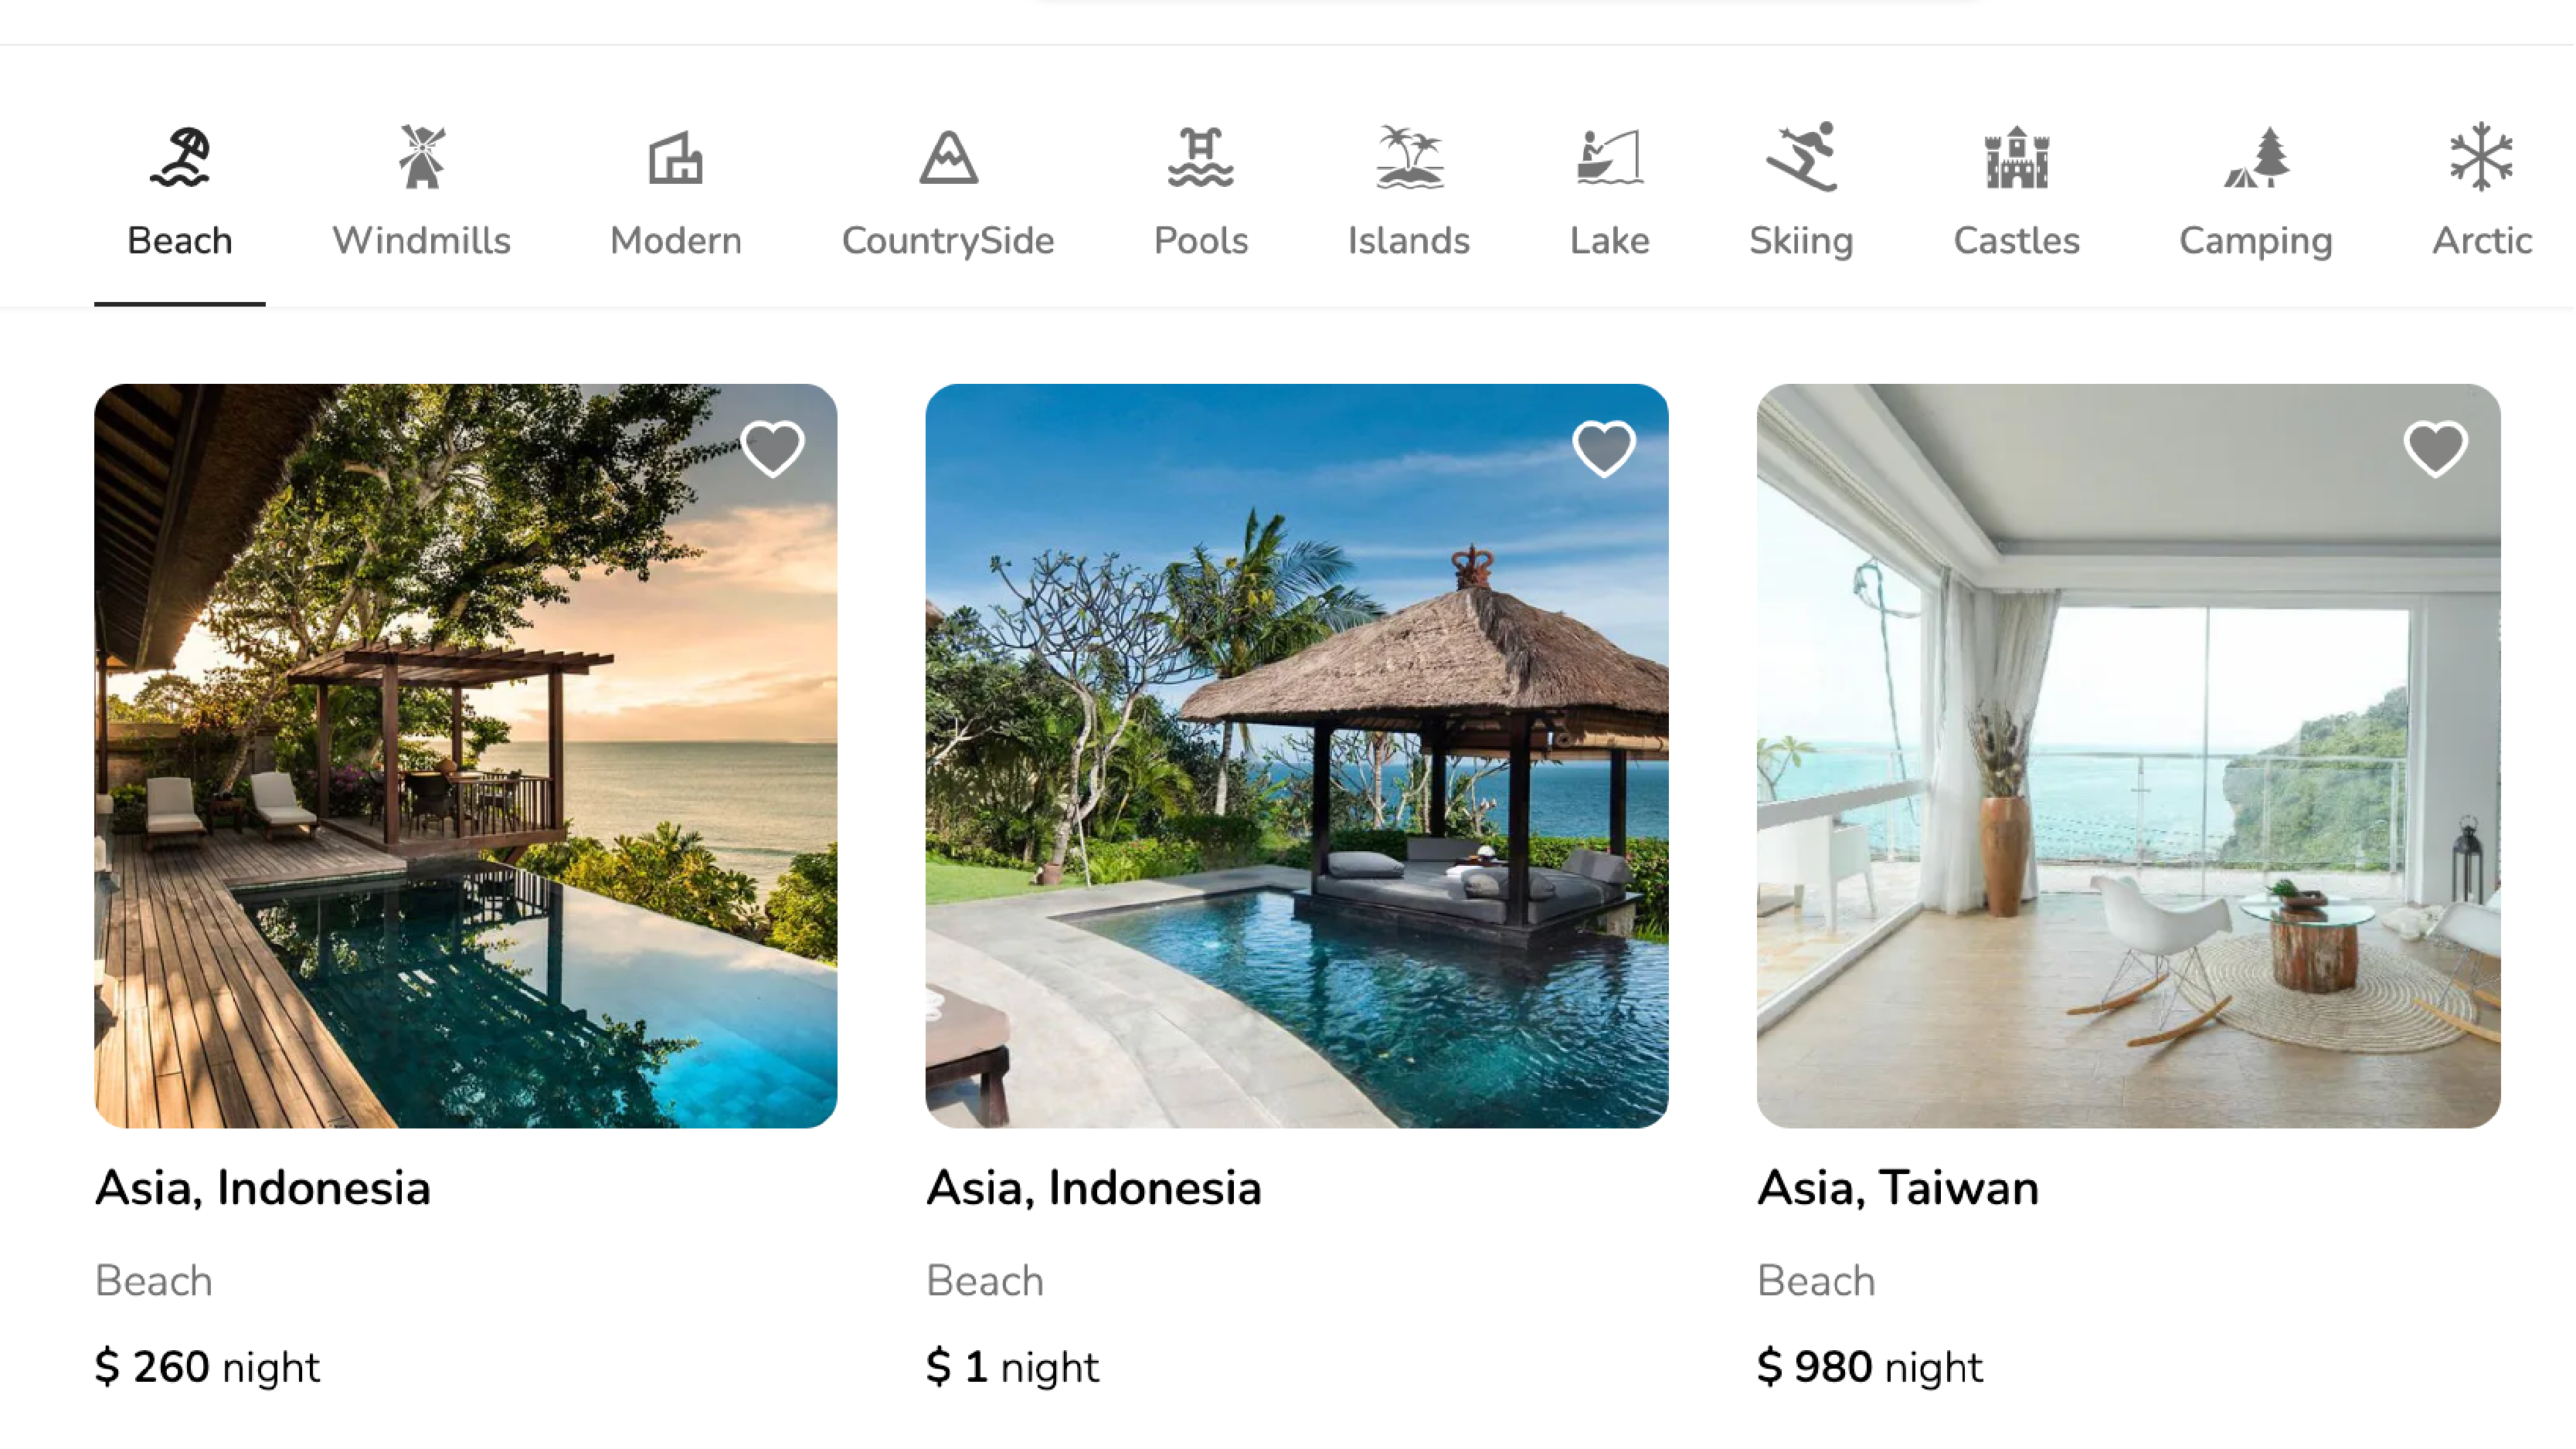 Beach Windmills Modern CountrySide Pools Islands Lake Skiing Castles Camping Arctic
Asia, Indonesia
Beach
$ 260 night
Asia, Indonesia
Beach
$ 1 night
Asia, Taiwan
Beach
$ 980 night